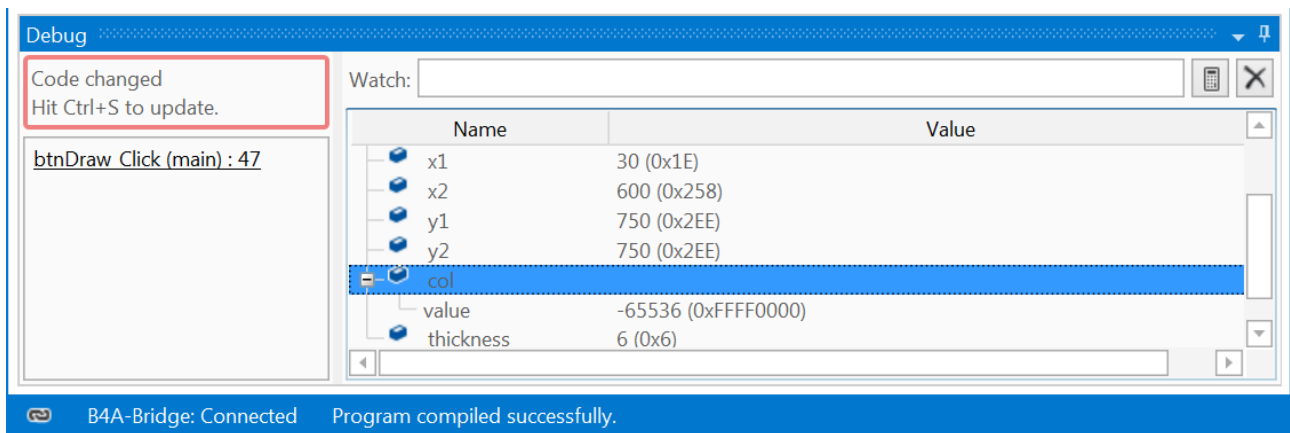 Debug
Code changed
Hit Ctrl+S to update.
btnDraw_Click (main) : 47
Watch:
Name Value
x1 30 (0x1E)
x2 600 (0x258)
y1 750 (0x2EE)
y2 750 (0x2EE)
col
value -65536 (0xFFFF0000)
thickness 6 (0x6)
B4A-Bridge: Connected Program compiled successfully.